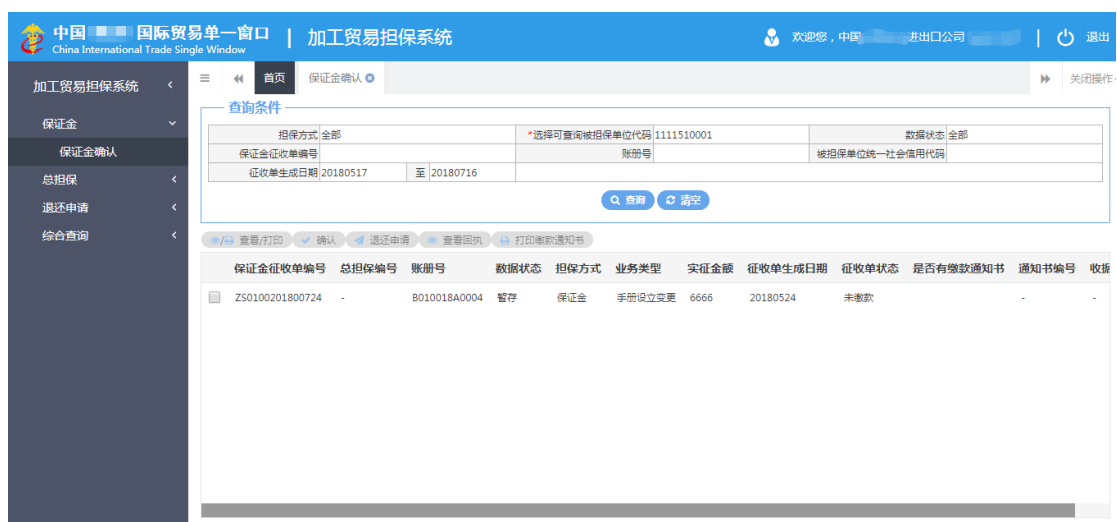 中国 国际贸易单一窗口 | 加工贸易担保系统
China International Trade Single Window
欢迎您，中国 进出口公司 | 退出
加工贸易担保系统
保证金
保证金确认
总担保
退还申请
综合查询
首页 保证金确认 关闭操作
查询条件
担保方式 全部 *选择可查询被担保单位代码 1111510001 数据状态 全部
保证金征收单编号 账册号 被担保单位统一社会信用代码
征收单生成日期 20180517 至 20180716
查询 清空
查看/打印 确认 退还申请 查看回执 打印缴款通知书
保证金征收单编号 总担保编号 账册号 数据状态 担保方式 业务类型 实征金额 征收单生成日期 征收单状态 是否有缴款通知书 通知书编号 收据
ZS0100201800724 - B010018A0004 暂存 保证金 手册设立变更 6666 20180524 未缴款 - -